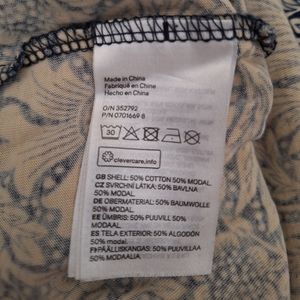 Made in China
Fabriqué en China
Hecho en China
O/N 352792
P/N 0701669 8
30
clevercare.info
GB SHELL: 50% COTTON 50% MODAL.
CZ SVRCHNÍ LÁTKA: 50% BAVLNA
50% MODAL.
DE OBERMATERIAL: 50% BAUMWOLLE
50% MODAL.
EE ÜMBRIS: 50% PUUVILL 50%
MODAAL.
ES TELA EXTERIOR: 50% ALGODÓN
50% MODAL.
FI PÄÄLLISKANGAS: 50% PUUVILLAA
50% MODAALIA.